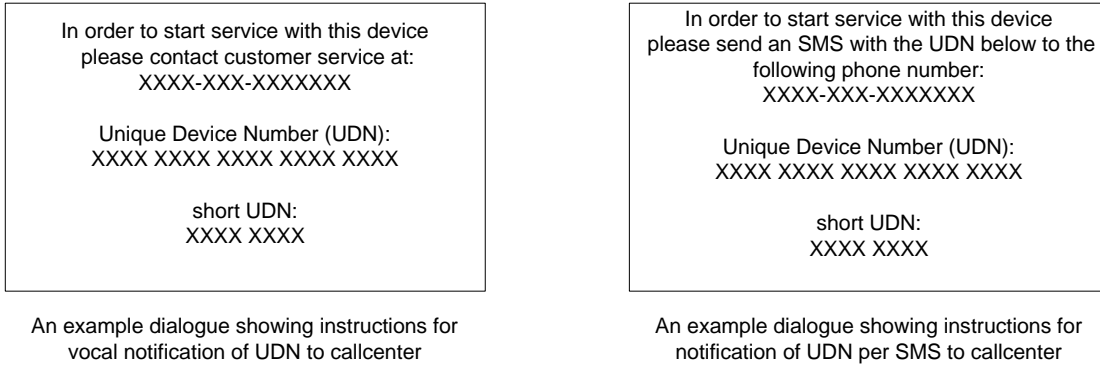 In order to start service with this device
please contact customer service at:
XXXX-XXX-XXXXXXX
Unique Device Number (UDN):
XXXX XXXX XXXX XXXX XXXX
short UDN:
XXXX XXXX
An example dialogue showing instructions for
vocal notification of UDN to callcenter
In order to start service with this device
please send an SMS with the UDN below to the
following phone number:
XXXX-XXX-XXXXXXX
Unique Device Number (UDN):
XXXX XXXX XXXX XXXX XXXX
short UDN:
XXXX XXXX
An example dialogue showing instructions for
notification of UDN per SMS to callcenter